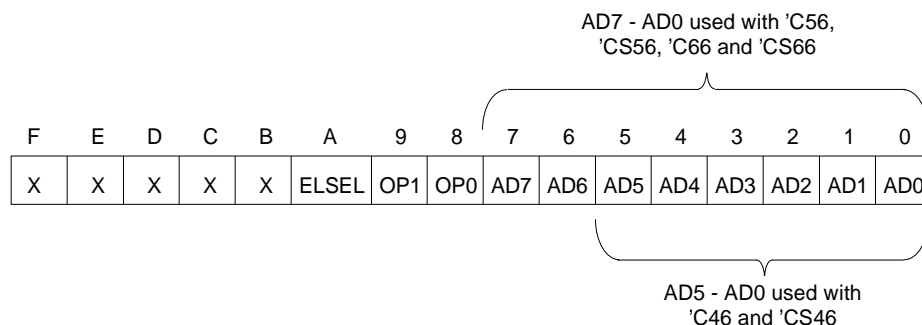 AD7 - AD0 used with ’C56,
’CS56, ’C66 and ’CS66
F E D C B A 9 8 7 6 5 4 3 2 1 0
X X X X X ELSEL OP1 OP0 AD7 AD6 AD5 AD4 AD3 AD2 AD1 AD0
AD5 - AD0 used with
’C46 and ’CS46